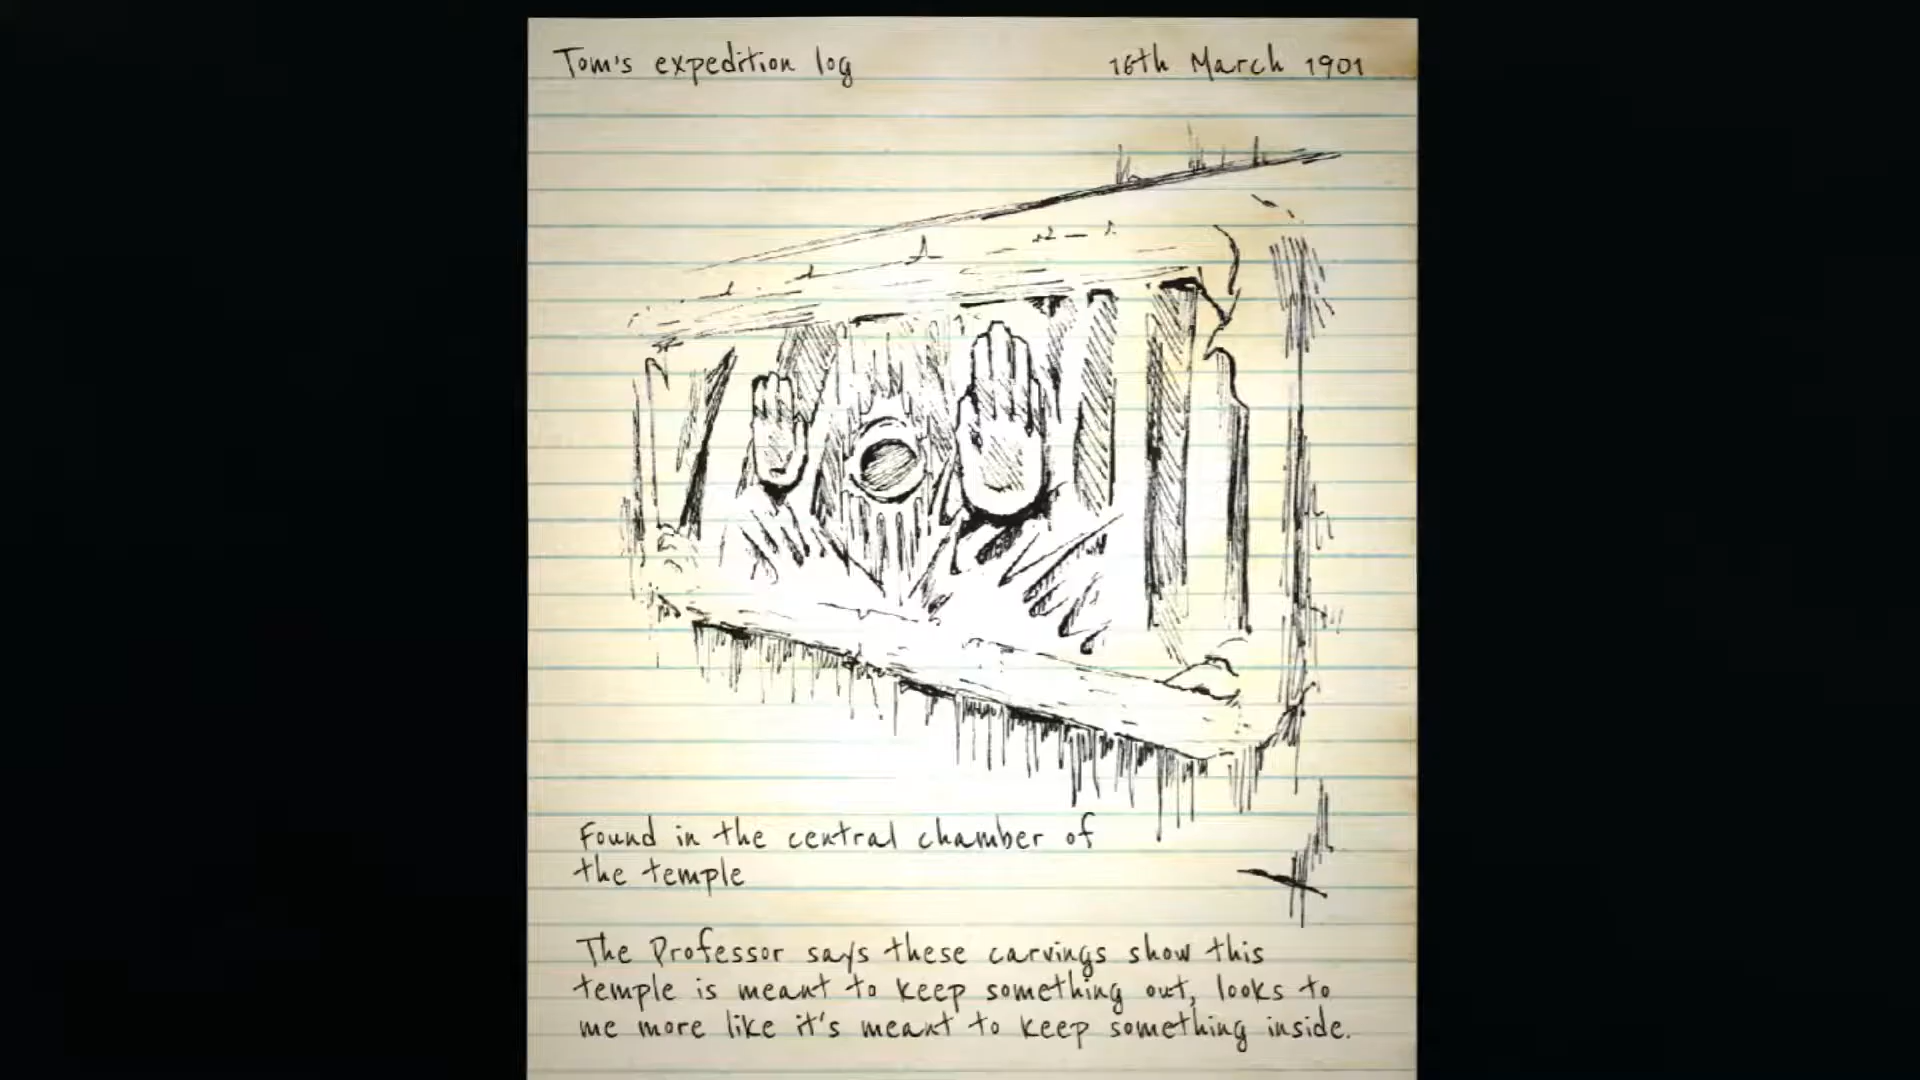 Tom's expedition log
16th March 1901
Found in the central chamber of
the temple
The Professor says these carvings show this
temple is meant to keep something out, looks to
me more like it's meant to keep something inside.